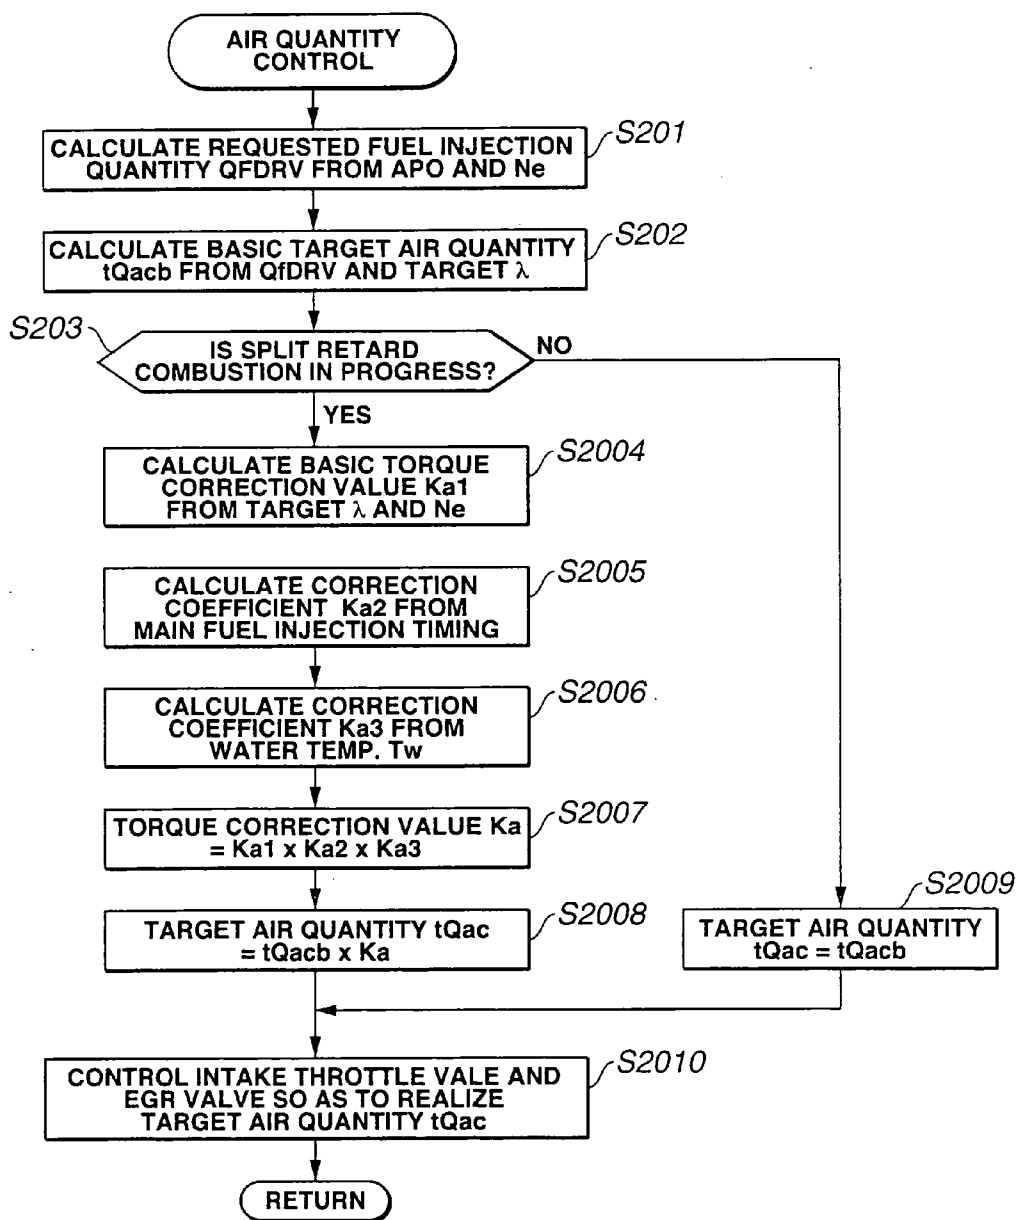 AIR QUANTITY
CONTROL
S201
CALCULATE REQUESTED FUEL INJECTION
QUANTITY QFDRV FROM APO AND Ne
S202
CALCULATE BASIC TARGET AIR QUANTITY
tQacb FROM QfDRV AND TARGET λ
S203
IS SPLIT RETARD
COMBUSTION IN PROGRESS?
NO
YES
S2004
CALCULATE BASIC TORQUE
CORRECTION VALUE Ka1
FROM TARGET λ AND Ne
S2005
CALCULATE CORRECTION
COEFFICIENT Ka2 FROM
MAIN FUEL INJECTION TIMING
S2006
CALCULATE CORRECTION
COEFFICIENT Ka3 FROM
WATER TEMP. Tw
S2007
TORQUE CORRECTION VALUE Ka
= Ka1 x Ka2 x Ka3
S2008
TARGET AIR QUANTITY tQac
= tQacb x Ka
S2009
TARGET AIR QUANTITY
tQac = tQacb
S2010
CONTROL INTAKE THROTTLE VALE AND
EGR VALVE SO AS TO REALIZE
TARGET AIR QUANTITY tQac
RETURN